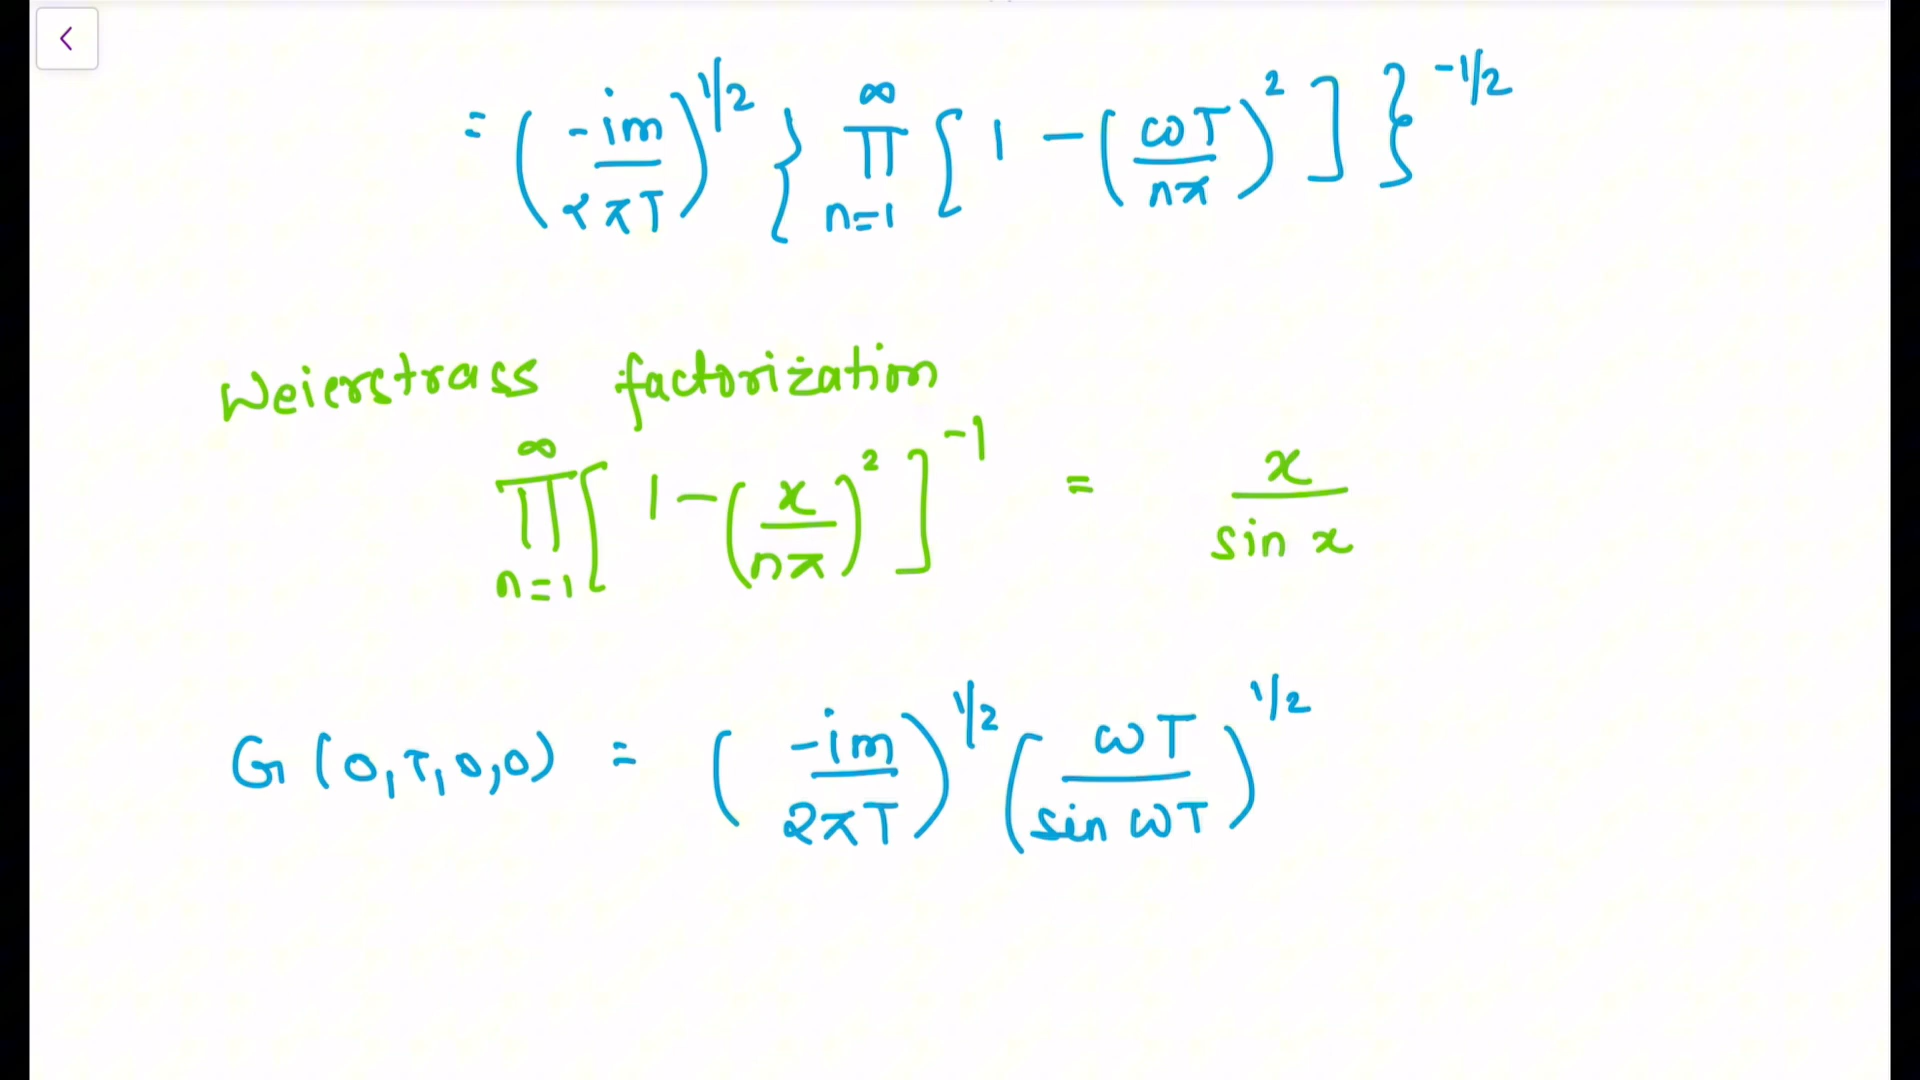 = (-im/2πT)^1/2 { ∏_{n=1}^{∞} [ 1 - (ωT/nπ)^2 ] }^-1/2
Weierstrass factorization
∏_{n=1}^{∞} [ 1 - (x/nπ)^2 ]^-1 = x/sin x
G(0,T,0,0) = (-im/2πT)^1/2 (ωT/sin ωT)^1/2